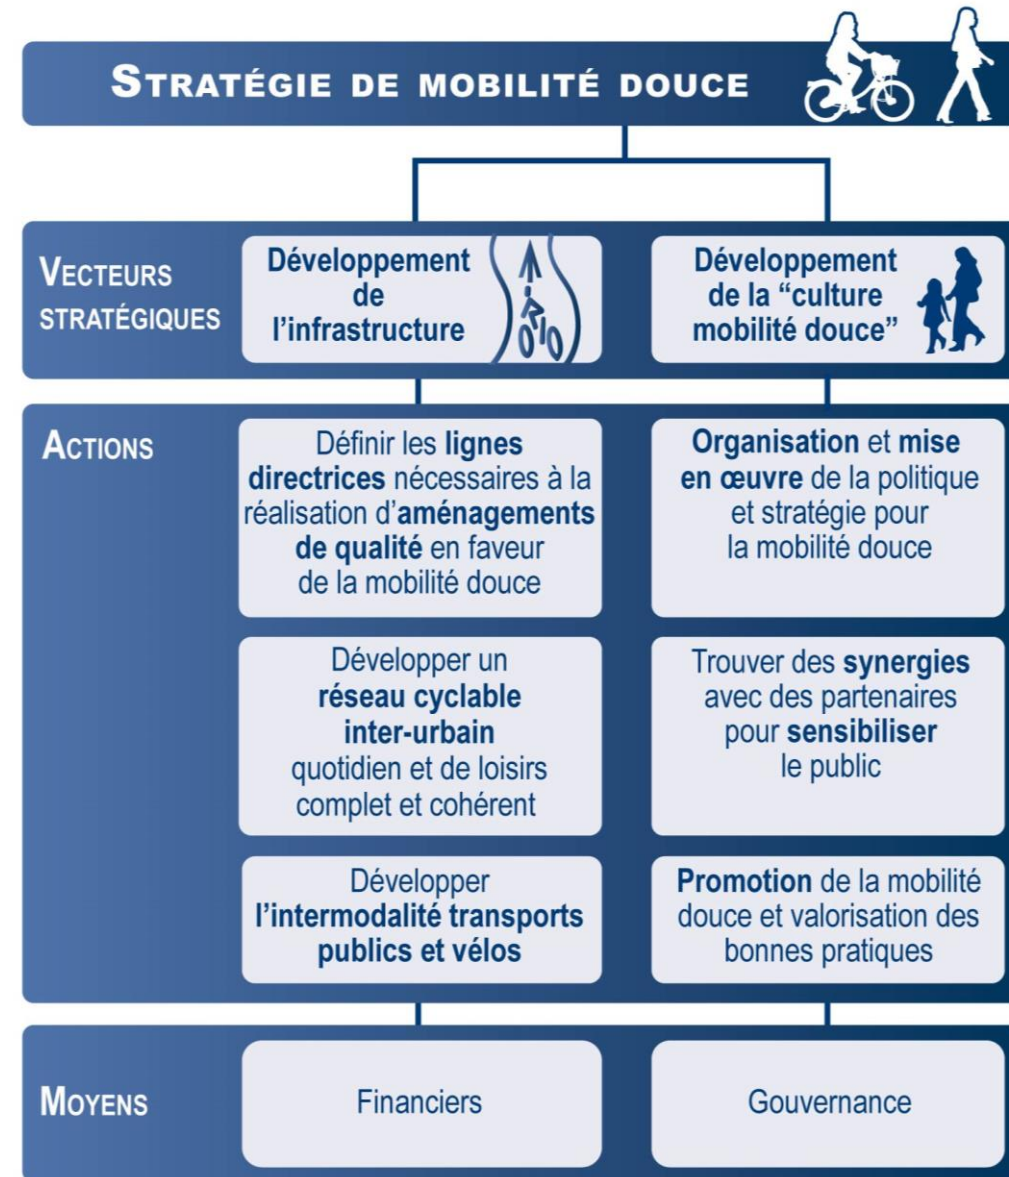 STRATÉGIE DE MOBILITÉ DOUCE
VECTEURS
STRATÉGIQUES
Développement
de
l’infrastructure
Développement
de la “culture
mobilité douce”
ACTIONS
Définir les lignes
directrices nécessaires à la
réalisation d’aménagements
de qualité en faveur
de la mobilité douce
Organisation et mise
en œuvre de la politique
et stratégie pour
la mobilité douce
Développer un
réseau cyclable
inter-urbain
quotidien et de loisirs
complet et cohérent
Trouver des synergies
avec des partenaires
pour sensibiliser
le public
Développer
l’intermodalité transports
publics et vélos
Promotion de la mobilité
douce et valorisation des
bonnes pratiques
MOYENS
Financiers
Gouvernance